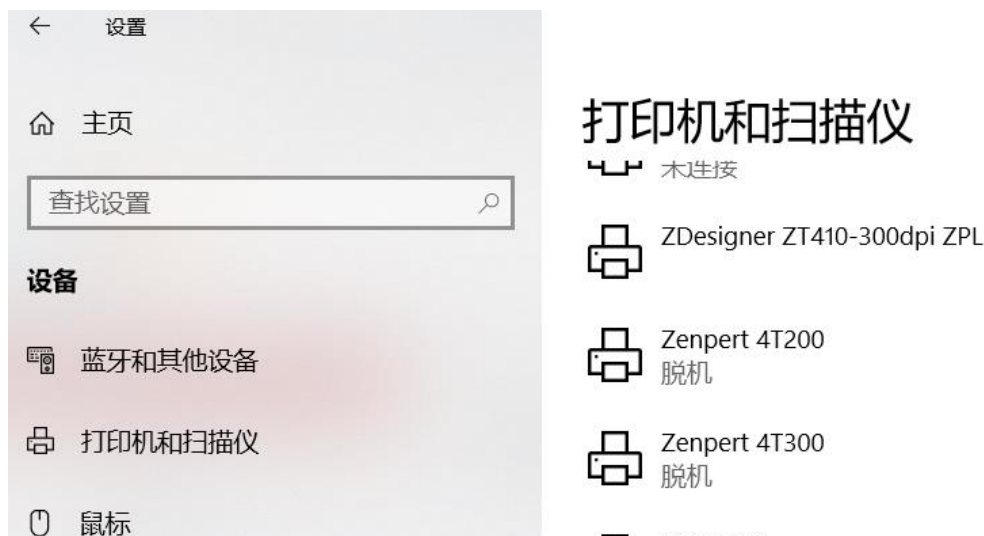 设置
主页
查找设置
设备
蓝牙和其他设备
打印机和扫描仪
鼠标
打印机和扫描仪
未连接
ZDesigner ZT410-300dpi ZPL
Zenpert 4T200
脱机
Zenpert 4T300
脱机